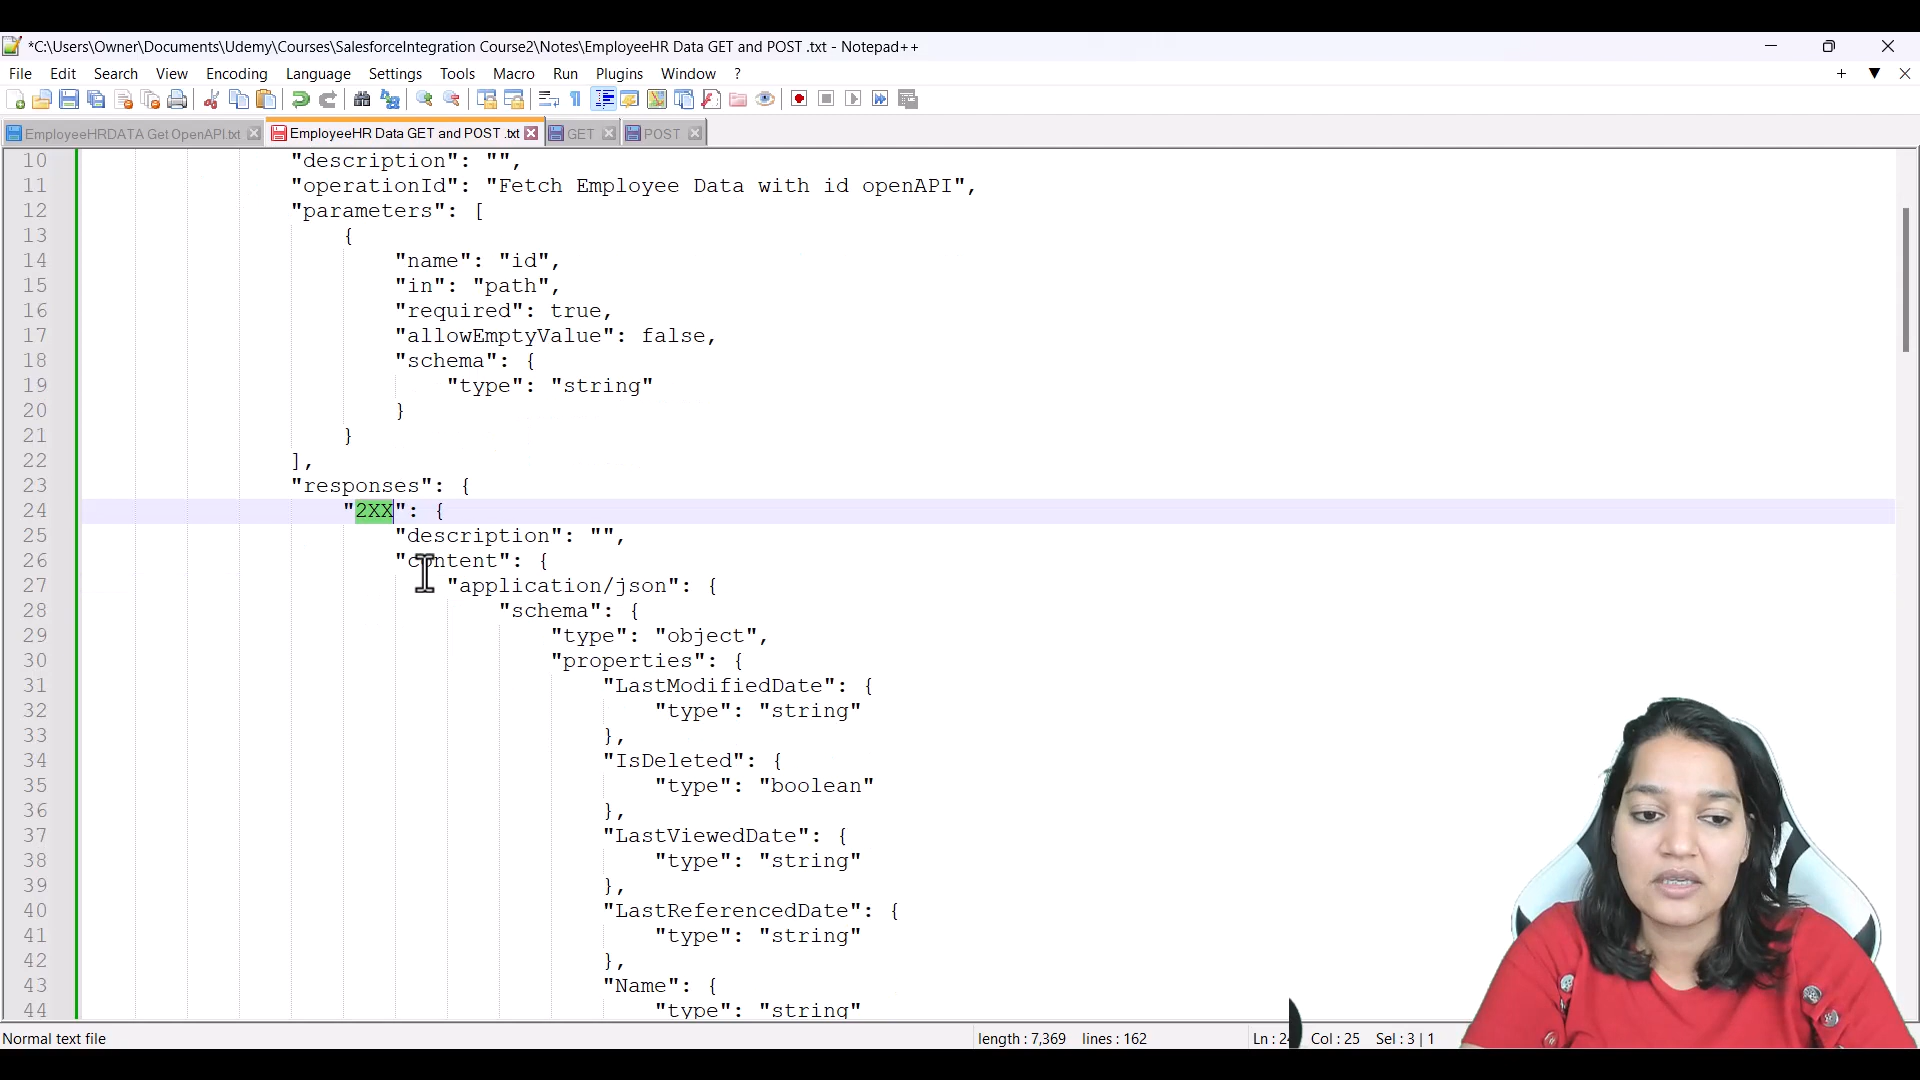 *C:\Users\Owner\Documents\Udemy\Courses\SalesforceIntegration Course2\Notes\EmployeeHR Data GET and POST .txt - Notepad++
File Edit Search View Encoding Language Settings Tools Macro Run Plugins Window ?
EmployeeHRDATA Get OpenAPI.txt EmployeeHR Data GET and POST .txt GET POST
10 "description": "",
11 "operationId": "Fetch Employee Data with id openAPI",
12 "parameters": [
13 {
14 "name": "id",
15 "in": "path",
16 "required": true,
17 "allowEmptyValue": false,
18 "schema": {
19 "type": "string"
20 }
21 }
22 ],
23 "responses": {
24 "2XX": {
25 "description": "",
26 "content": {
27 "application/json": {
28 "schema": {
29 "type": "object",
30 "properties": {
31 "LastModifiedDate": {
32 "type": "string"
33 },
34 "IsDeleted": {
35 "type": "boolean"
36 },
37 "LastViewedDate": {
38 "type": "string"
39 },
40 "LastReferencedDate": {
41 "type": "string"
42 },
43 "Name": {
44 "type": "string"
Normal text file length : 7,369 lines : 162 Ln : Col : 25 Sel : 3 | 1